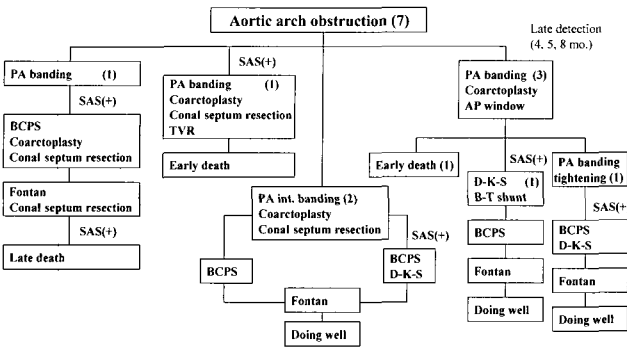 Aortic arch obstruction (7)
Late detection
(4, 5, 8 mo.)
PA banding (1)
SAS(+)
BCPS
Coarctoplasty
Conal septum resection
Fontan
Conal septum resection
SAS(+)
Late death
SAS(+)
PA banding (1)
Coarctoplasty
Conal septum resection
TVR
Early death
PA int. banding (2)
Coarctoplasty
Conal septum resection
BCPS
SAS(+)
BCPS
D-K-S
Fontan
Doing well
PA banding (3)
Coarctoplasty
AP window
Early death (1)
SAS(+)
D-K-S (1)
B-T shunt
BCPS
Fontan
Doing well
PA banding
tightening (1)
SAS(+
BCPS
D-K-S
Fontan
Doing well